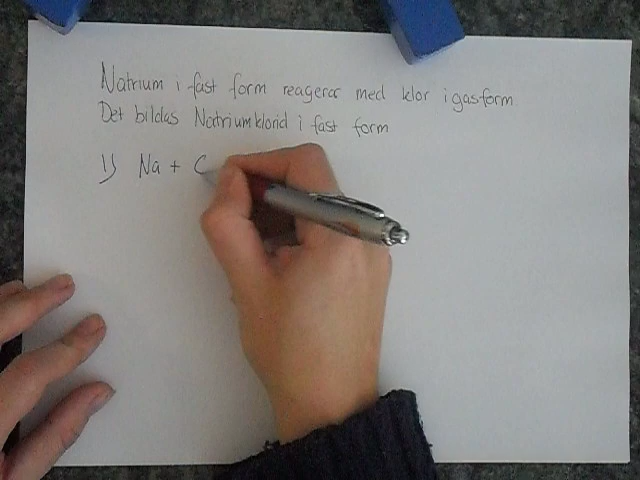 Natrium i fast form reagerar med klor i gasform.
Det bildas Natriumklorid i fast form
1) Na + C